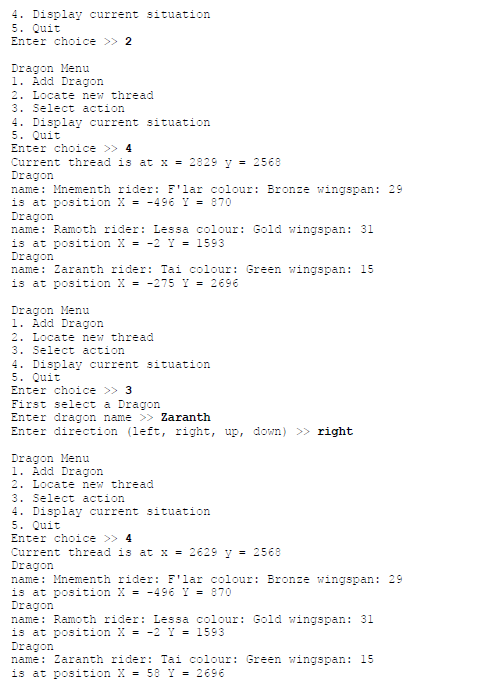 4. Display current situation
5. Quit
Enter choice >> 2
Dragon Menu
1. Add Dragon
2. Locate new thread
3. Select action
4. Display current situation
5. Quit
Enter choice >> 4
Current thread is at x = 2829 y = 2568
Dragon
name: Mnementh rider: F'lar colour: Bronze wingspan: 29
is at position X = -496 Y = 870
Dragon
name: Ramoth rider: Lessa colour: Gold wingspan: 31
is at position X = -2 Y = 1593
Dragon
name: Zaranth rider: Tai colour: Green wingspan: 15
is at position X = -275 Y = 2696
Dragon Menu
1. Add Dragon
2. Locate new thread
3. Select action
4. Display current situation
5. Quit
Enter choice >> 3
First select a Dragon
Enter dragon name >> Zaranth
Enter direction (left, right, up, down) >> right
Dragon Menu
1. Add Dragon
2. Locate new thread
3. Select action
4. Display current situation
5. Quit
Enter choice >> 4
Current thread is at x = 2629 y = 2568
Dragon
name: Mnementh rider: F'lar colour: Bronze wingspan: 29
is at position X = -496 Y = 870
Dragon
name: Ramoth rider: Lessa colour: Gold wingspan: 31
is at position X = -2 Y = 1593
Dragon
name: Zaranth rider: Tai colour: Green wingspan: 15
is at position X = 58 Y = 2696